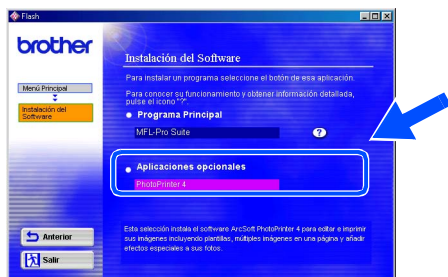 Flash
brother
Instalación del Software
Para instalar un programa seleccione el botón de esa aplicación.
Para conocer su funcionamiento y obtener información detallada,
pulse el icono "?".
Menú Principal
Instalación del
Software
Programa Principal
MFL-Pro Suite
?
Aplicaciones opcionales
PhotoPrinter 4
Esta selección instala el software ArcSoft PhotoPrinter 4 para editar e imprimir
sus imágenes incluyendo plantillas, múltiples imágenes en una página y añadir
efectos especiales a sus fotos.
Anterior
Salir